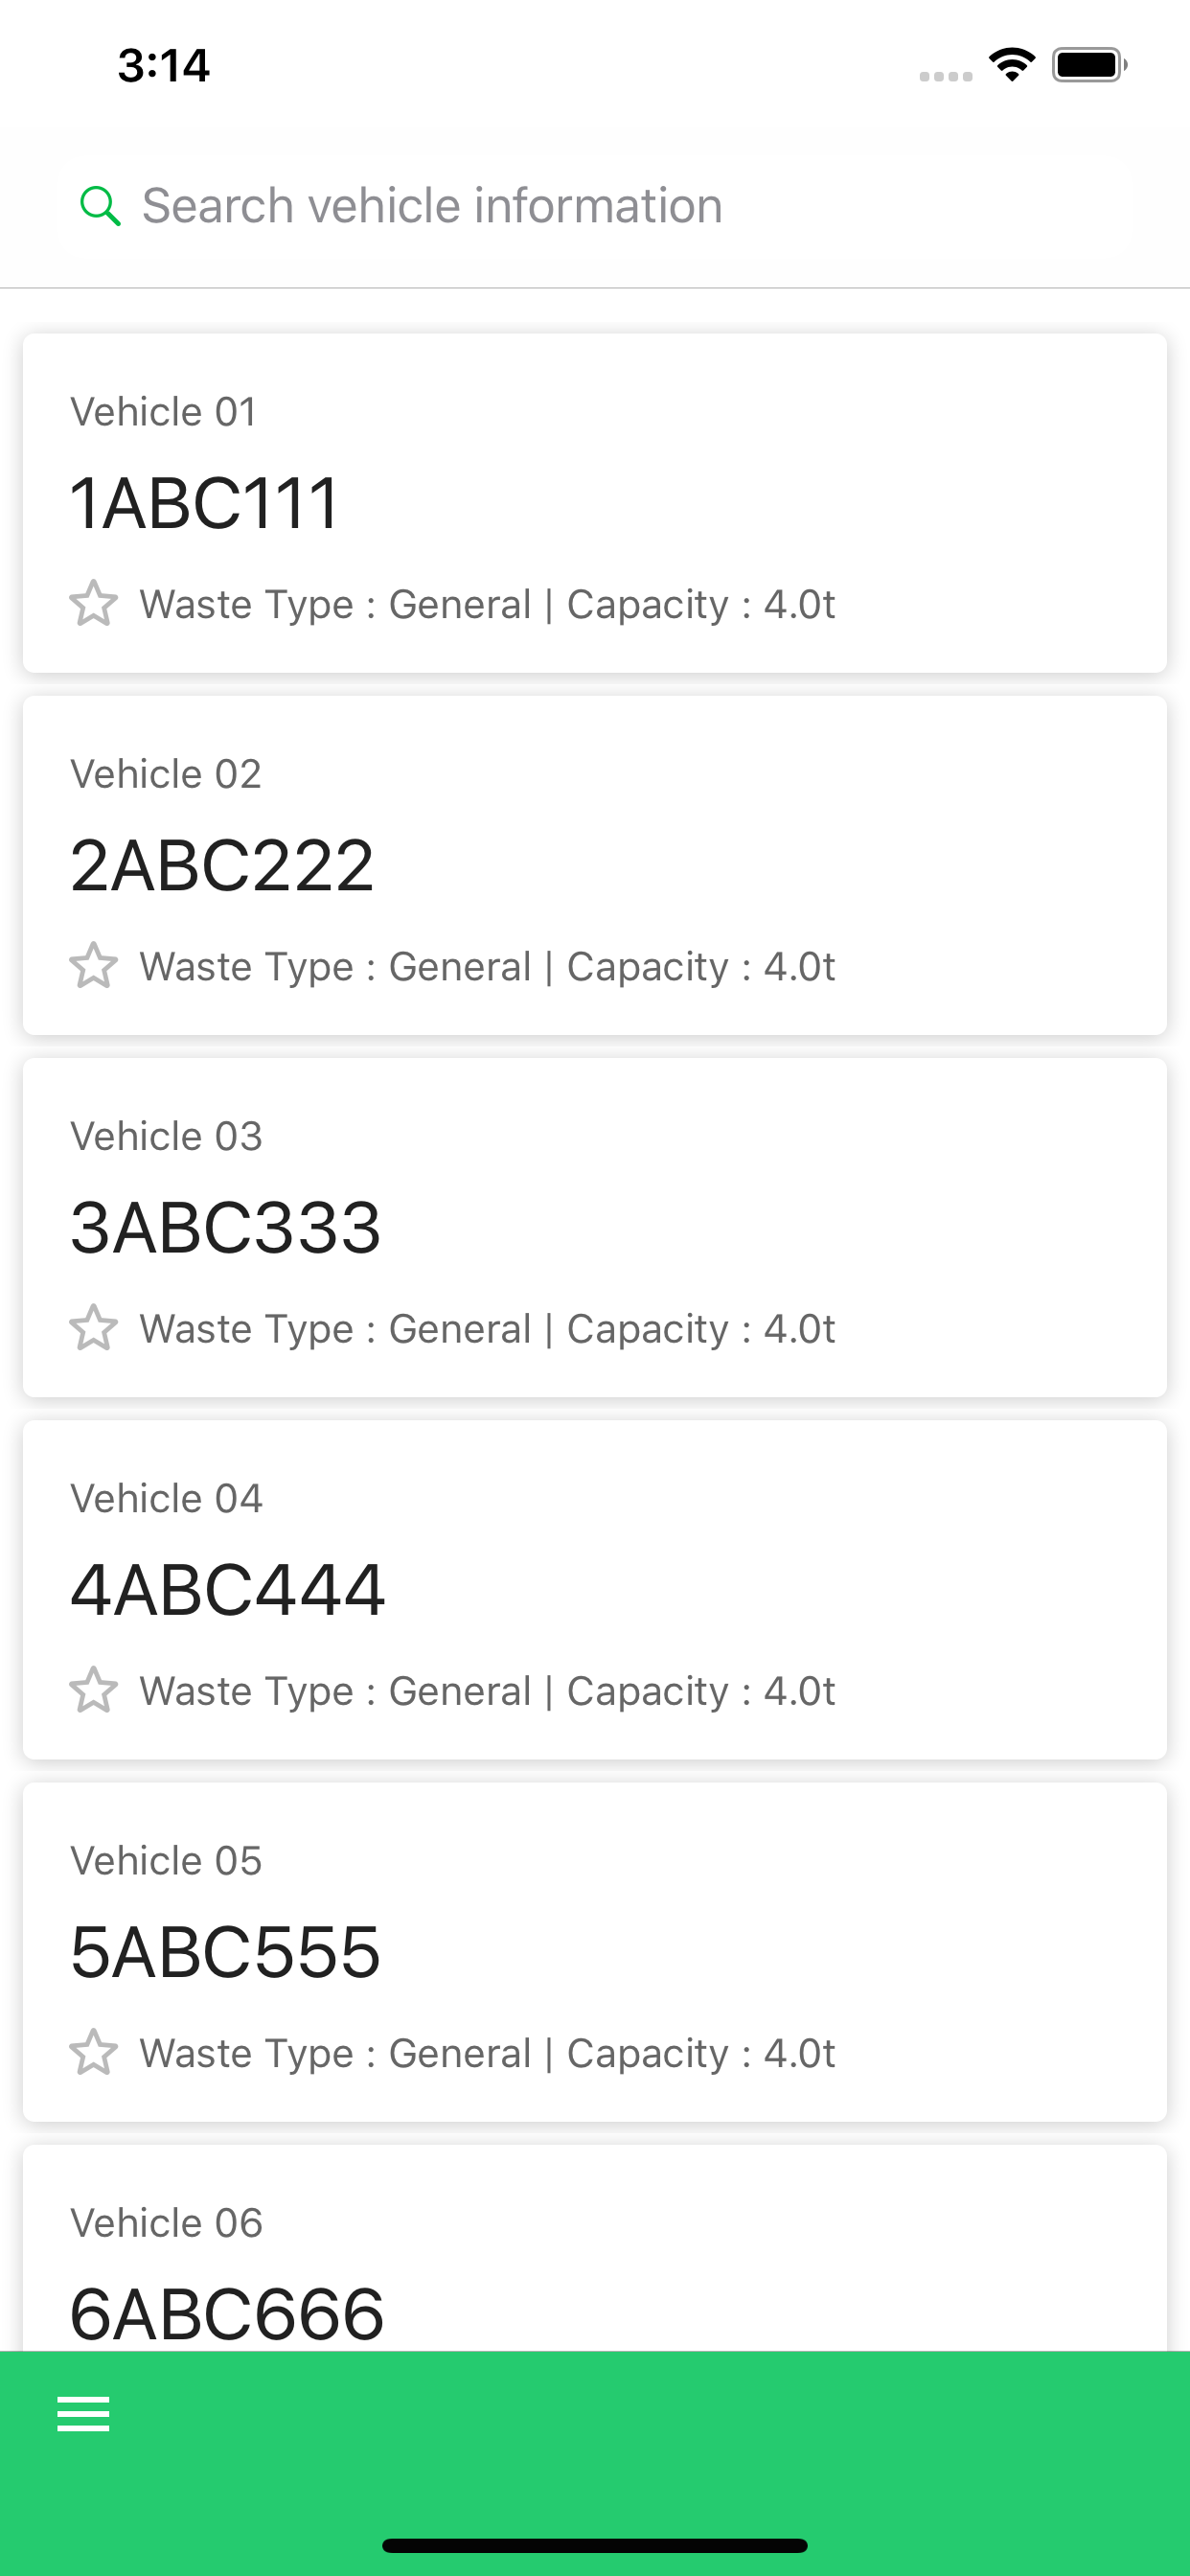 3:14
Search vehicle information
Vehicle 01
1ABC111
Waste Type : General | Capacity : 4.0t
Vehicle 02
2ABC222
Waste Type : General | Capacity : 4.0t
Vehicle 03
3ABC333
Waste Type : General | Capacity : 4.0t
Vehicle 04
4ABC444
Waste Type : General | Capacity : 4.0t
Vehicle 05
5ABC555
Waste Type : General | Capacity : 4.0t
Vehicle 06
6ABC666